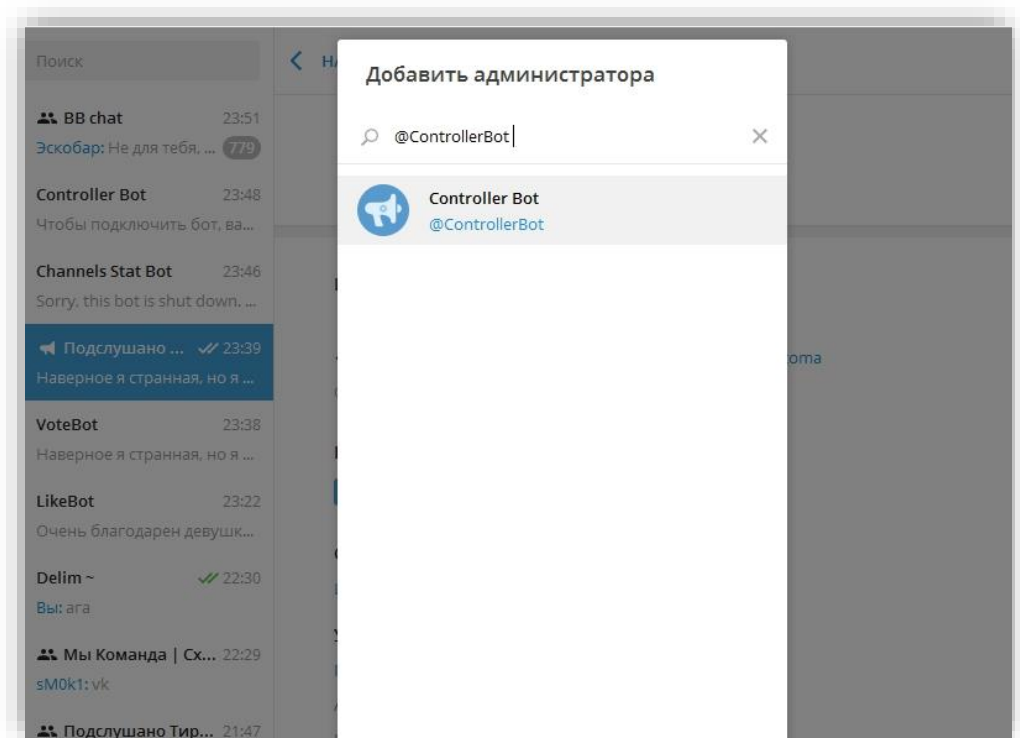 Поиск
BB chat 23:51
Эскобар: Не для тебя, ... 779
Controller Bot 23:48
Чтобы подключить бот, ва...
Channels Stat Bot 23:46
Sorry, this bot is shut down. ...
Подслушано ... 23:39
Наверное я странная, но я ...
VoteBot 23:38
Наверное я странная, но я ...
LikeBot 23:22
Очень благодарен девушк...
Delim ~ 22:30
Вы: ага
Мы Команда | Сх... 22:29
sM0k1: vk
Подслушано Тир... 21:47
Добавить администратора
@ControllerBot
Controller Bot
@ControllerBot
oma